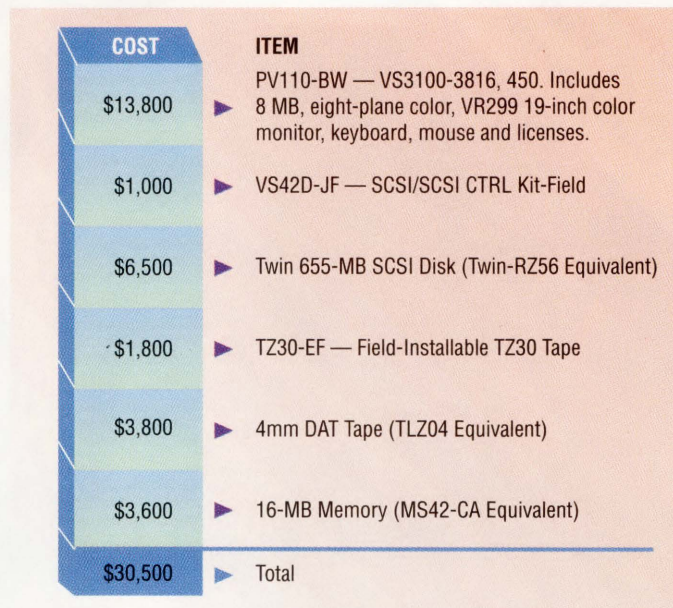 COST ITEM
PV110-BW — VS3100-3816, 450. Includes
$13,800 8 MB, eight-plane color, VR299 19-inch color
monitor, keyboard, mouse and licenses.
$1,000 VS42D-JF — SCSI/SCSI CTRL Kit-Field
$6,500 Twin 655-MB SCSI Disk (Twin-RZ56 Equivalent)
$1,800 TZ30-EF — Field-Installable TZ30 Tape
$3,800 4mm DAT Tape (TLZ04 Equivalent)
$3,600 16-MB Memory (MS42-CA Equivalent)
$30,500 Total